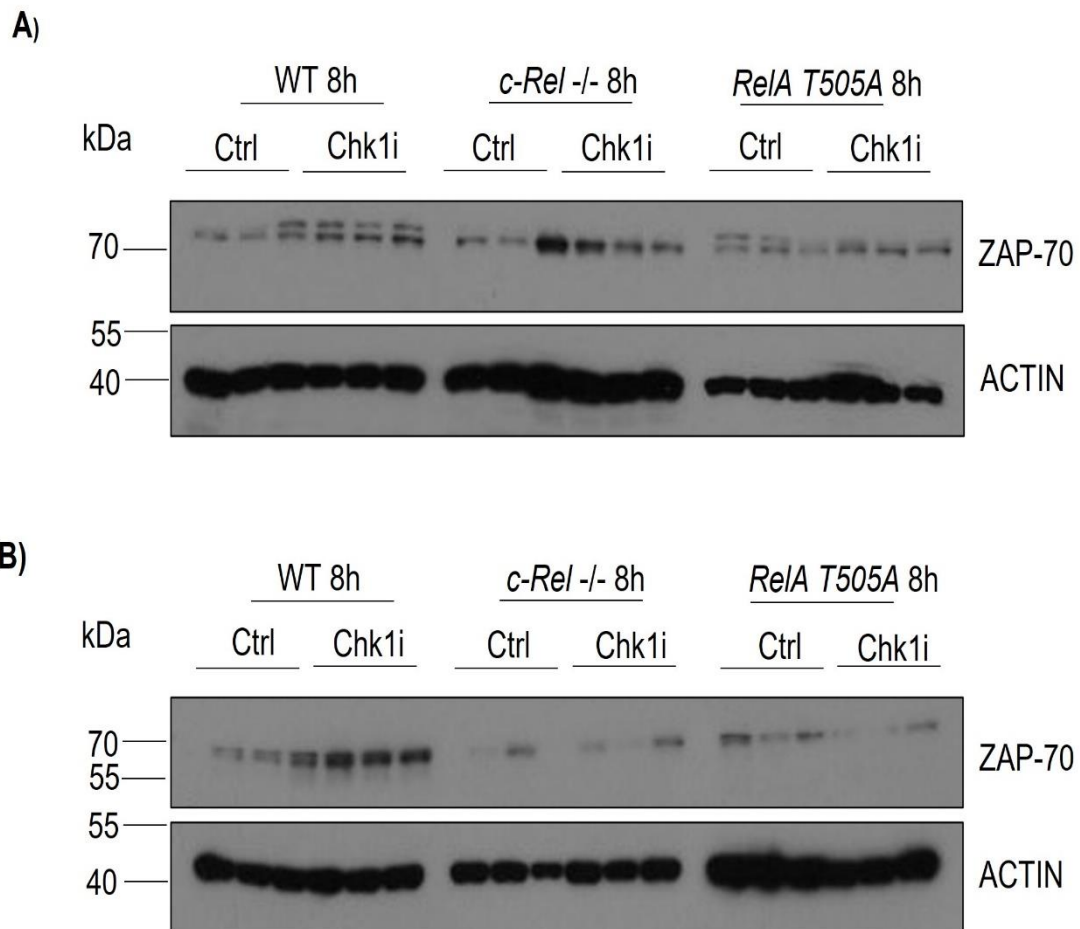 A)
WT 8h c-Rel -/- 8h RelA T505A 8h
kDa Ctrl Chk1i Ctrl Chk1i Ctrl Chk1i
70 ZAP-70
55
40 ACTIN
B)
WT 8h c-Rel -/- 8h RelA T505A 8h
kDa Ctrl Chk1i Ctrl Chk1i Ctrl Chk1i
70 ZAP-70
55
55
40 ACTIN